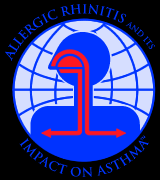 ALLERGIC RHINITIS AND ITS
IMPACT ON ASTHMA